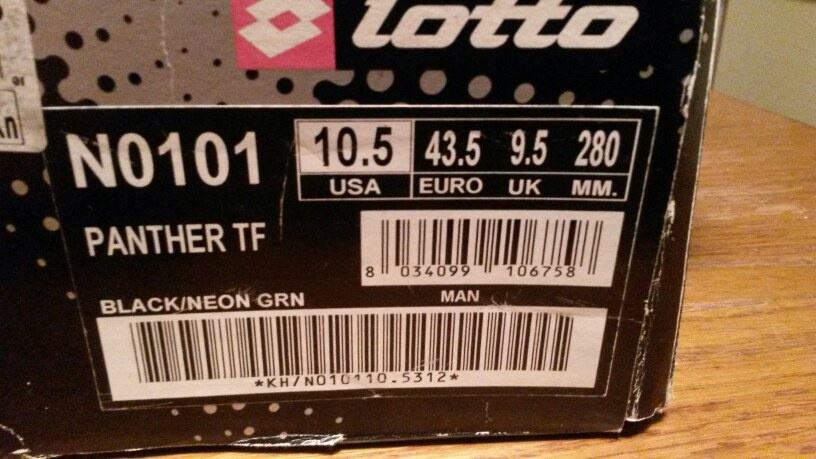 lotto
N0101
10.5 43.5 9.5 280
USA EURO UK MM.
PANTHER TF
8 034099 106758
BLACK/NEON GRN
MAN
*KH/N010110.5312*
or